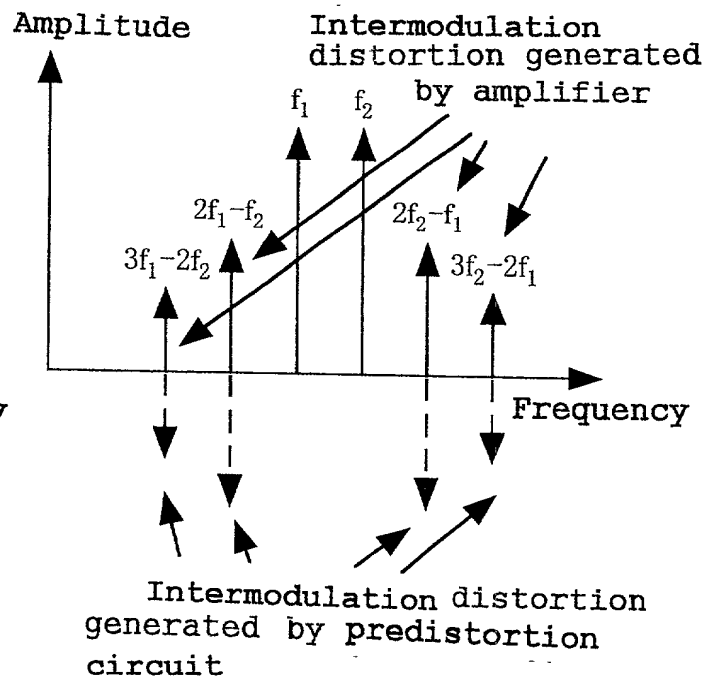 Amplitude
Intermodulation
distortion generated
by amplifier
f₁
f₂
2f₁−f₂
2f₂−f₁
3f₁−2f₂
3f₂−2f₁
Frequency
Intermodulation distortion
generated by predistortion
circuit